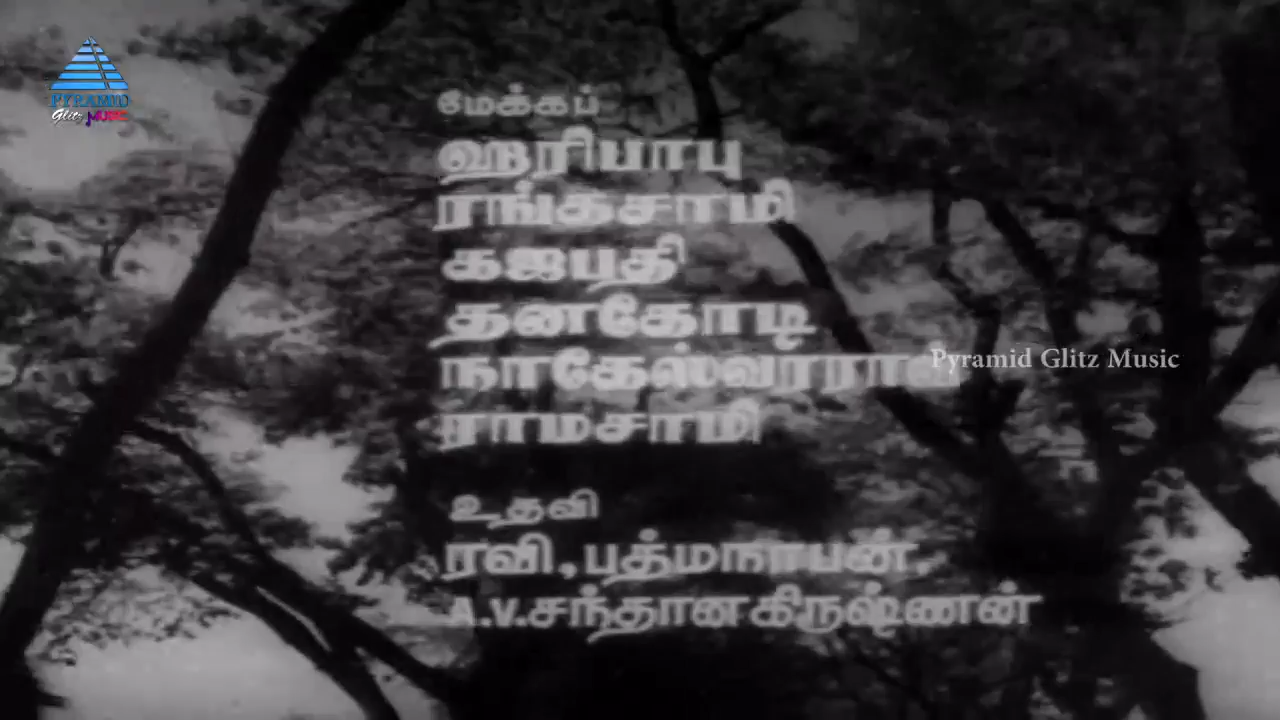 PYRAMID
Glitz MUSIC
மேக்கப்
ஹரிபாபு
ரங்கசாமி
கஜபதி
தனகோடி
நாகேஸ்வரராவ்
Pyramid Glitz Music
ராமசாமி
உதவி
ரவி, பத்மநாபன்,
A.V.சந்தானகிருஷ்ணன்